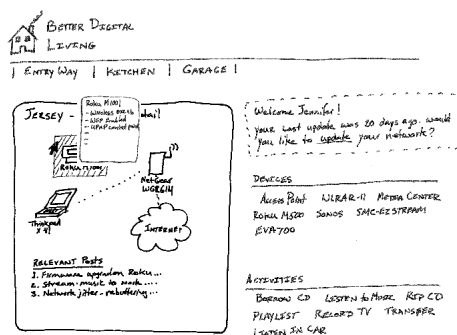 BETTER DIGITAL
LIVING
| ENTRY WAY | KITCHEN | GARAGE |
JERSEY -
Roku M1001
- Wireless 802.11b
- WEP Enabled
- UPAP control point
Roku M1000
NetGear
WGR614
Thinkpad
X41
INTERNET
RELEVANT POSTS
1. Firmware upgrade Roku...
2. Stream-music to work....
3. Network jitter-rebuffering...
Welcome Jennifer!
your last update was 20 days ago. would
you like to update your network?
DEVICES
Access Point WLRAR-11 MEDIA CENTER
Roku M500 SONOS SMC-EZSTREAM
EVA700
ACTIVITIES
BORROW CD LISTEN to MUSIC RIP CD
PLAYLIST RECORD TV TRANSFER
LISTEN IN CAR